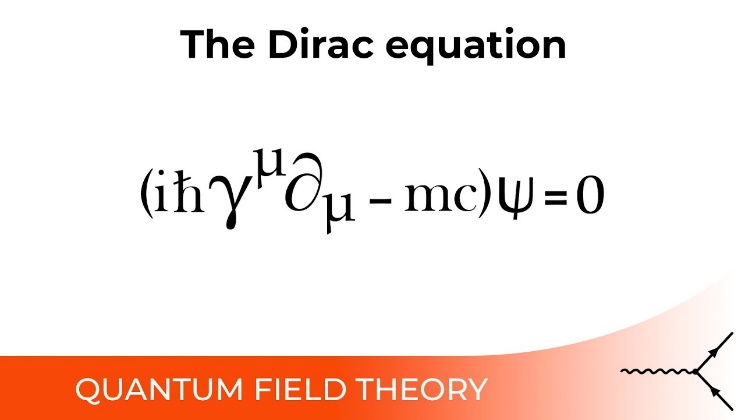 The Dirac equation
(iħγ^μ∂_μ – mc)ψ = 0
QUANTUM FIELD THEORY